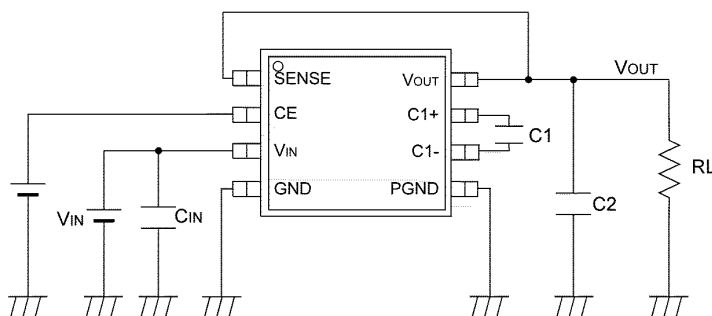 VOUT
SENSE
VOUT
CE
C1+
C1
VIN
C1-
RL
GND
PGND
VIN
CIN
C2